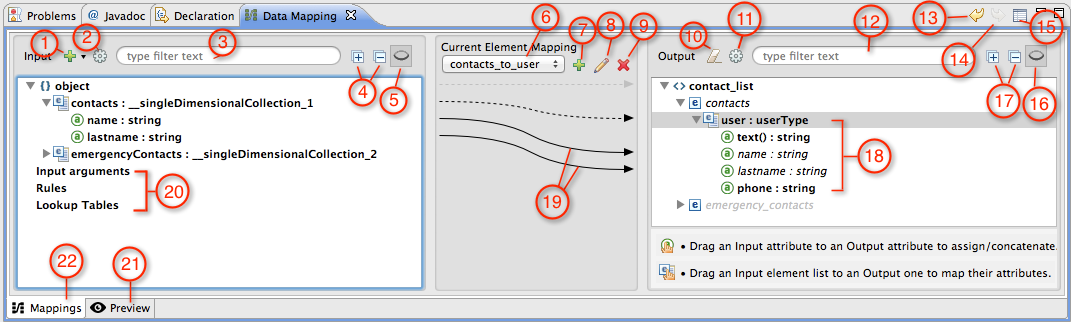 Problems @ Javadoc Declaration Data Mapping
1 2 3 4 5 6 7 8 9 10 11 12 13 14 15 16
Input type filter text
Current Element Mapping
contacts_to_user
Output type filter text
{} object
contacts : __singleDimensionalCollection_1
a name : string
a lastname : string
emergencyContacts : __singleDimensionalCollection_2
Input arguments
Rules
Lookup Tables
20
19
<> contact_list
e contacts
user : userType
a text() : string
a name : string
a lastname : string
a phone : string
e emergency_contacts
17
18
• Drag an Input attribute to an Output attribute to assign/concatenate.
• Drag an Input element list to an Output one to map their attributes.
22 21
Mappings Preview